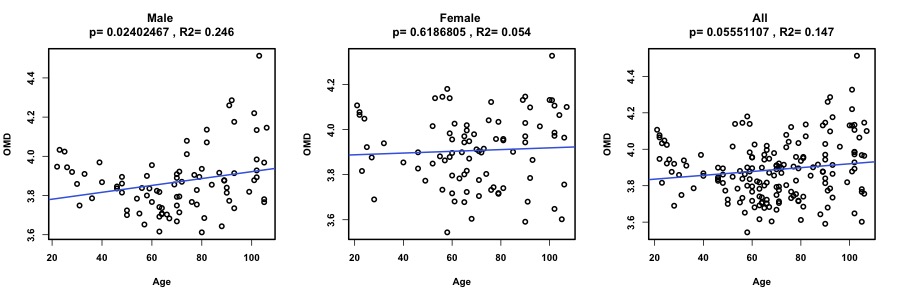 Male
p= 0.02402467 , R2= 0.246
OMD
4.4
4.2
4.0
3.8
3.6
20 40 60 80 100
Age
Female
p= 0.6186805 , R2= 0.054
OMD
4.2
4.0
3.8
3.6
20 40 60 80 100
Age
All
p= 0.05551107 , R2= 0.147
OMD
4.4
4.2
4.0
3.8
3.6
20 40 60 80 100
Age